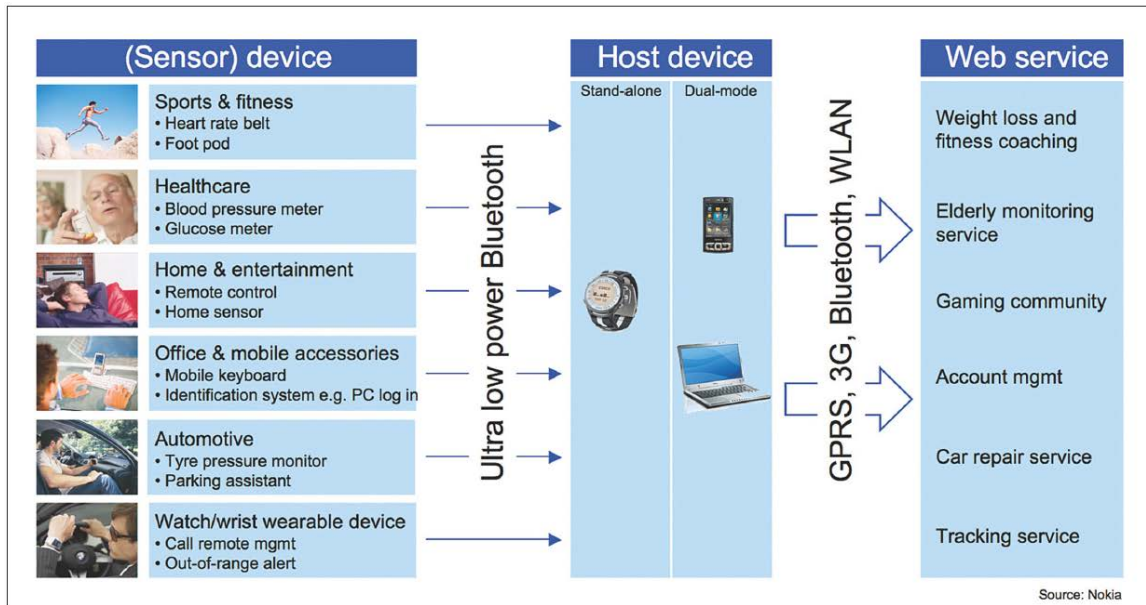 (Sensor) device
Sports & fitness
• Heart rate belt
• Foot pod
Healthcare
• Blood pressure meter
• Glucose meter
Home & entertainment
• Remote control
• Home sensor
Office & mobile accessories
• Mobile keyboard
• Identification system e.g. PC log in
Automotive
• Tyre pressure monitor
• Parking assistant
Watch/wrist wearable device
• Call remote mgmt
• Out-of-range alert
Ultra low power Bluetooth
Host device
Stand-alone
Dual-mode
GPRS, 3G, Bluetooth, WLAN
Web service
Weight loss and
fitness coaching
Elderly monitoring
service
Gaming community
Account mgmt
Car repair service
Tracking service
Source: Nokia